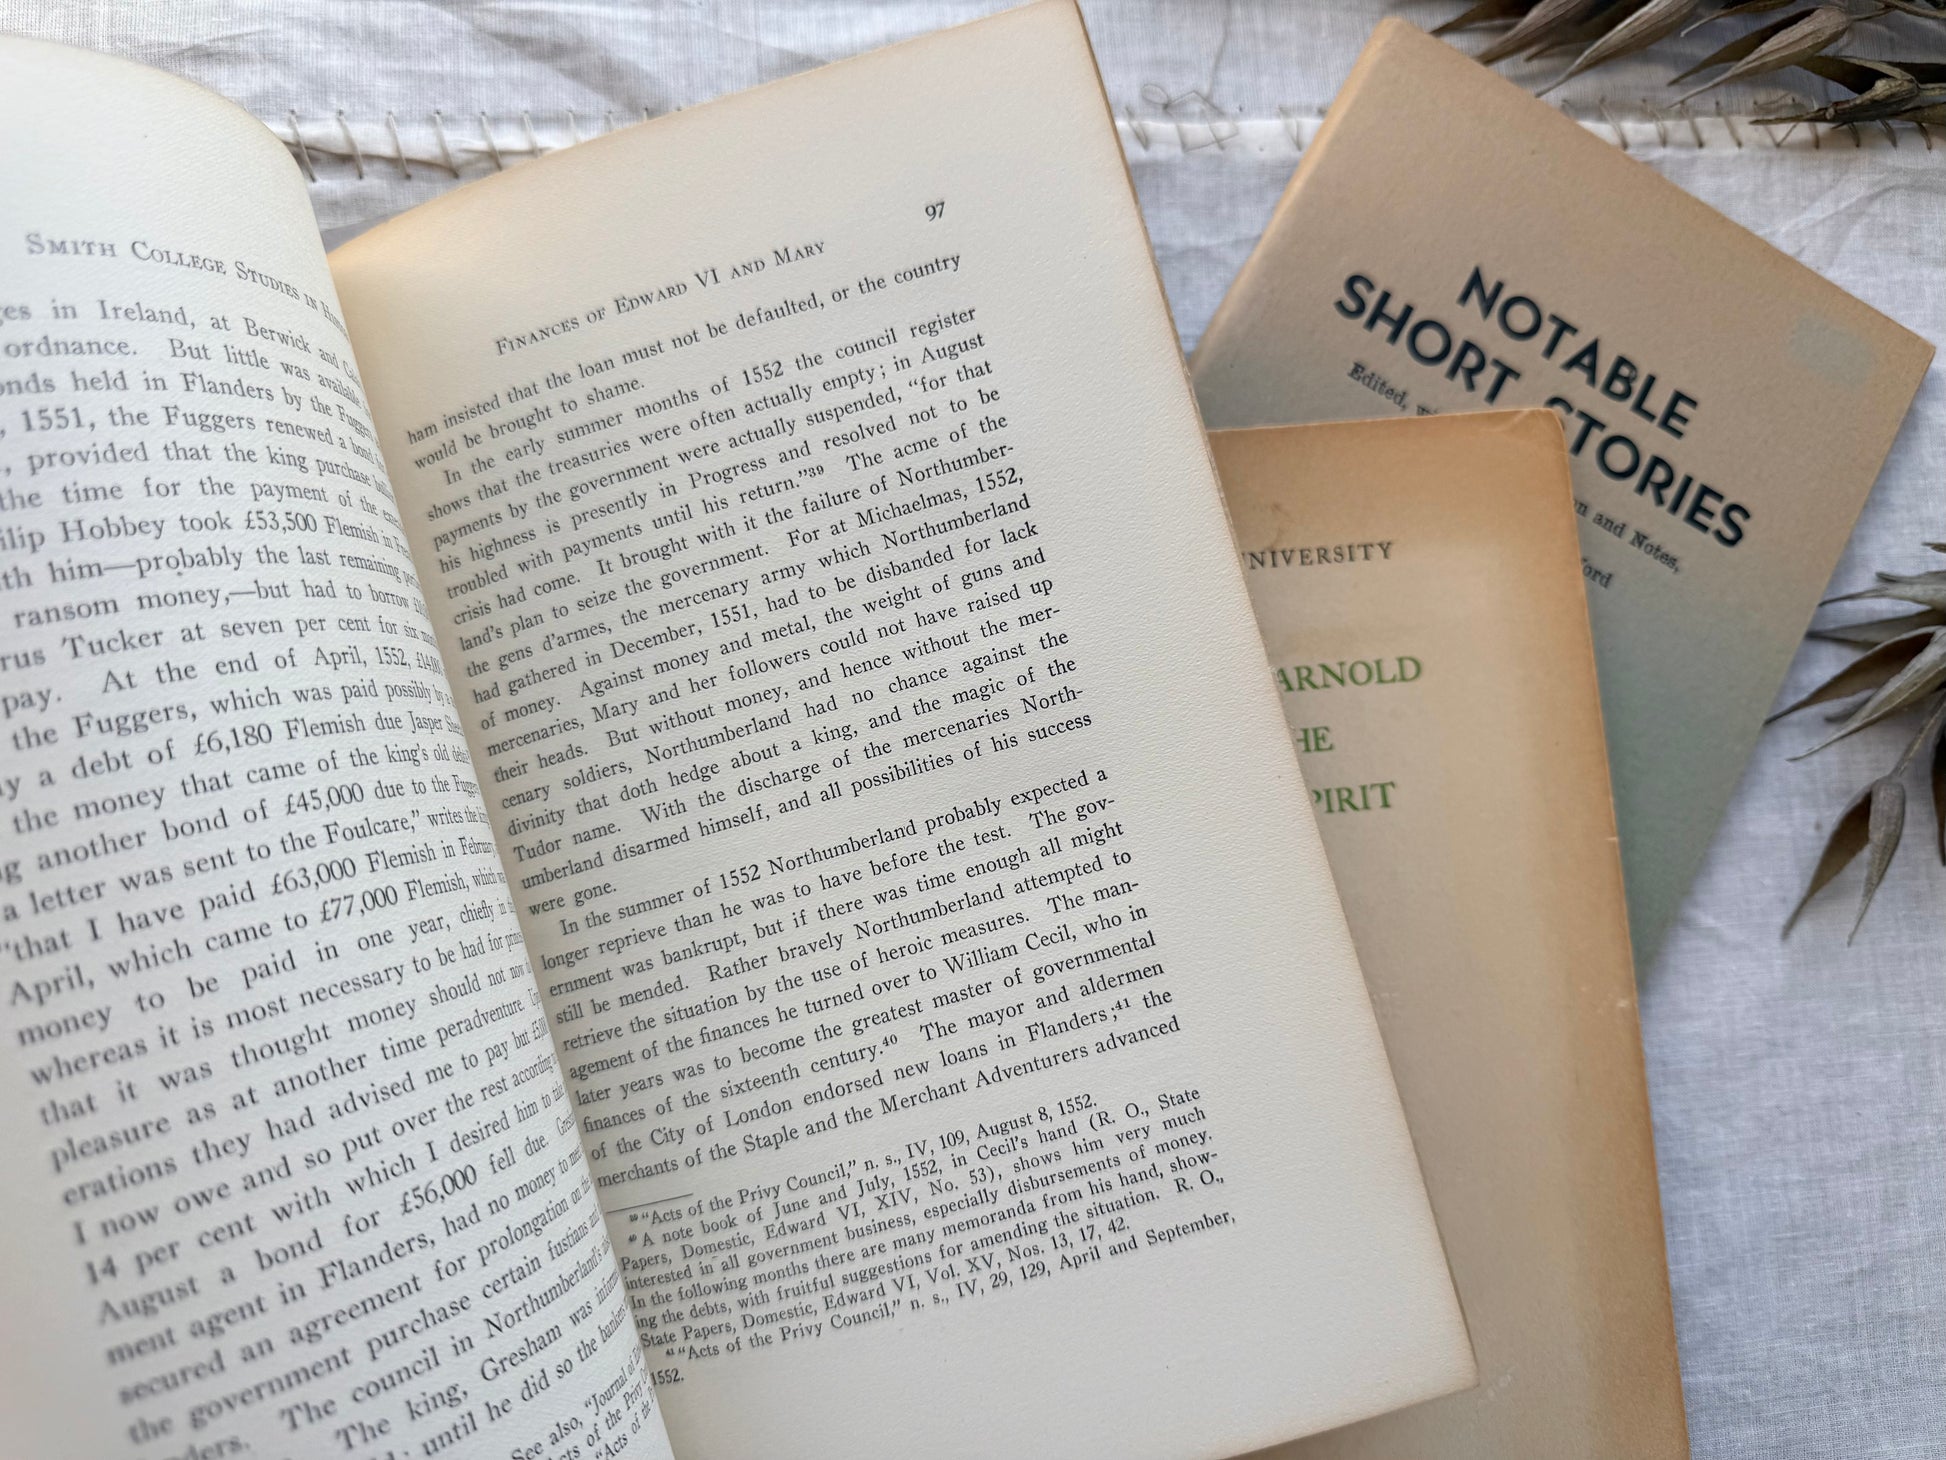 SMITH COLLEGE STUDIES IN
ges in Ireland, at Berwick and
ordnance. But little was available
onds held in Flanders by the Fuggers
, 1551, the Fuggers renewed a bond
., provided that the king purchase
the time for the payment of the
ilip Hobbey took £53,500 Flemish in
ith him—probably the last remaining
ransom money,—but had to borrow
rus Tucker at seven per cent for six
pay. At the end of April, 1552,
the Fuggers, which was paid possibly by
y a debt of £6,180 Flemish due Jasper
the money that came of the king's old
ng another bond of £45,000 due to the
a letter was sent to the Foulcare," writes the
"that I have paid £63,000 Flemish in February
April, which came to £77,000 Flemish, which
money to be paid in one year, chiefly in
whereas it is most necessary to be had for
that it was thought money should not now
pleasure as at another time peradventure.
erations they had advised me to pay but
I now owe and so put over the rest according
14 per cent with which I desired him to
August a bond for £56,000 fell due.
ment agent in Flanders, had no money to
secured an agreement for prolongation on
the government purchase certain fustians and
The council in Northumberland's
The king, Gresham was
until he did so the bankers
See also, "Journal of
Acts of the Privy
"Acts of the
97
FINANCES OF EDWARD VI AND MARY
ham insisted that the loan must not be defaulted, or the country
would be brought to shame.
In the early summer months of 1552 the council register
shows that the treasuries were often actually empty; in August
payments by the government were actually suspended, "for that
his highness is presently in Progress and resolved not to be
troubled with payments until his return."39 The acme of the
crisis had come. It brought with it the failure of Northumber-
land's plan to seize the government. For at Michaelmas, 1552,
the gens d'armes, the mercenary army which Northumberland
had gathered in December, 1551, had to be disbanded for lack
of money. Against money and metal, the weight of guns and
mercenaries, Mary and her followers could not have raised up
their heads. But without money, and hence without the mer-
cenary soldiers, Northumberland had no chance against the
divinity that doth hedge about a king, and the magic of the
Tudor name. With the discharge of the mercenaries North-
umberland disarmed himself, and all possibilities of his success
were gone.
In the summer of 1552 Northumberland probably expected a
longer reprieve than he was to have before the test. The gov-
ernment was bankrupt, but if there was time enough all might
still be mended. Rather bravely Northumberland attempted to
retrieve the situation by the use of heroic measures. The man-
agement of the finances he turned over to William Cecil, who in
later years was to become the greatest master of governmental
finances of the sixteenth century.40 The mayor and aldermen
of the City of London endorsed new loans in Flanders;41 the
merchants of the Staple and the Merchant Adventurers advanced
39 "Acts of the Privy Council," n. s., IV, 109, August 8, 1552.
40 A note book of June and July, 1552, in Cecil's hand (R. O., State
Papers, Domestic, Edward VI, XIV, No. 53), shows him very much
interested in all government business, especially disbursements of money.
In the following months there are many memoranda from his hand, show-
ing the debts, with fruitful suggestions for amending the situation. R. O.,
State Papers, Domestic, Edward VI, Vol. XV, Nos. 13, 17, 42.
41 "Acts of the Privy Council," n. s., IV, 29, 129, April and September,
1552.
NOTABLE
SHORT STORIES
Edited,
and Notes,
ford
UNIVERSITY
ARNOLD
HE
PIRIT